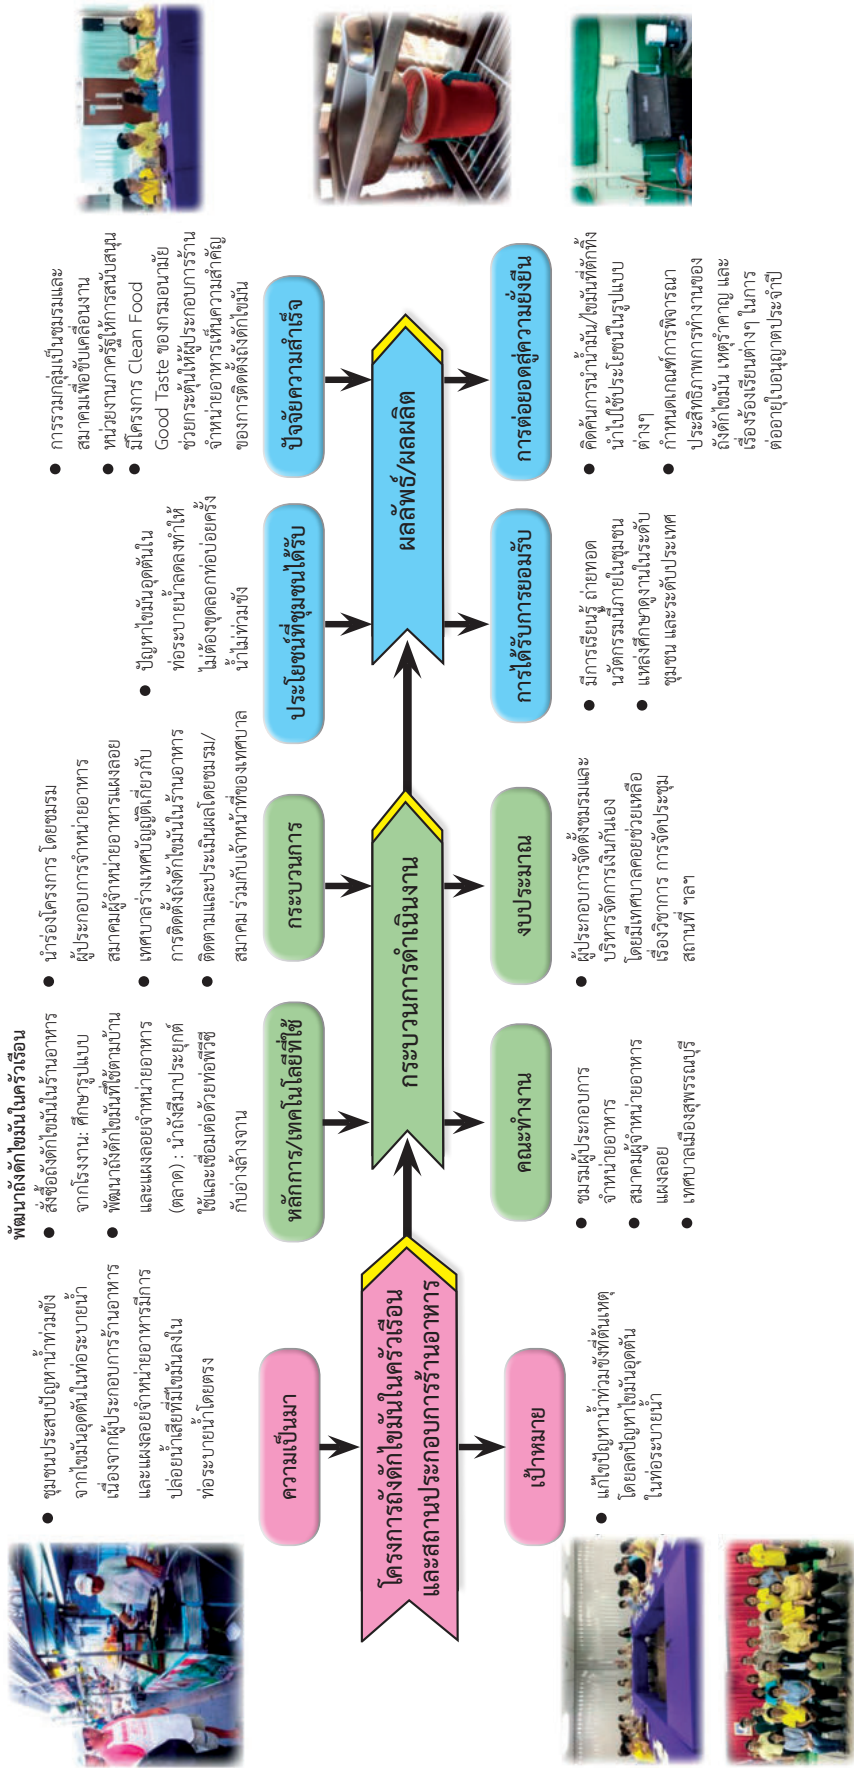 ชุมชนประสบปัญหาน้ำท่วมขัง
จากไขมันอุดตันในท่อระบายน้ำ
เนื่องจากผู้ประกอบการร้านอาหาร
และแผงลอยจำหน่ายอาหารมีการ
ปล่อยน้ำเสียที่มีไขมันลงใน
ท่อระบายน้ำโดยตรง
ความเป็นมา
โครงการถังดักไขมันในครัวเรือน
และสถานประกอบการร้านอาหาร
เป้าหมาย
แก้ไขปัญหาน้ำท่วมขังที่ต้นเหตุ
โดยลดปัญหาไขมันอุดตัน
ในท่อระบายน้ำ
พัฒนาถังดักไขมันในครัวเรือน
สั่งซื้อถังดักไขมันในร้านอาหาร
จากโรงงาน: ศึกษารูปแบบ
พัฒนาถังดักไขมันที่ใช้ตามบ้าน
และแผงลอยจำหน่ายอาหาร
(ตลาด) : นำถังสีมาประยุกต์
ใช้และเชื่อมต่อด้วยท่อพีวีซี
กับอ่างล้างจาน
หลักการ/เทคโนโลยีที่ใช้
กระบวนการดำเนินงาน
คณะทำงาน
ชมรมผู้ประกอบการ
จำหน่ายอาหาร
สมาคมผู้จำหน่ายอาหาร
แผงลอย
เทศบาลเมืองสุพรรณบุรี
นำร่องโครงการ โดยชมรม
ผู้ประกอบการจำหน่ายอาหาร
สมาคมผู้จำหน่ายอาหารแผงลอย
เทศบาลร่างเทศบัญญัติเกี่ยวกับ
การติดตั้งถังดักไขมันในร้านอาหาร
ติดตามและประเมินผลโดยชมรม/
สมาคม ร่วมกับเจ้าหน้าที่ของเทศบาล
กระบวนการ
งบประมาณ
ผู้ประกอบการจัดตั้งชมรมและ
บริหารจัดการเงินกันเอง
โดยมีเทศบาลคอยช่วยเหลือ
เรื่องวิชาการ การจัดประชุม
สถานที่ ฯลฯ
ปัญหาไขมันอุดตันใน
ท่อระบายน้ำลดลงทำให้
ไม่ต้องขุดลอกท่อบ่อยครั้ง
น้ำไม่ท่วมขัง
ประโยชน์ที่ชุมชนได้รับ
ผลลัพธ์/ผลผลิต
การได้รับการยอมรับ
มีการเรียนรู้ ถ่ายทอด
นวัตกรรมนี้ภายในชุมชน
แหล่งศึกษาดูงานในระดับ
ชุมชน และระดับประเทศ
การรวมกลุ่มเป็นชมรมและ
สมาคมเพื่อขับเคลื่อนงาน
หน่วยงานภาครัฐให้การสนับสนุน
มีโครงการ Clean Food
Good Taste ของกรมอนามัย
ช่วยกระตุ้นให้ผู้ประกอบการร้าน
จำหน่ายอาหารเห็นความสำคัญ
ของการติดตั้งถังดักไขมัน
ปัจจัยความสำเร็จ
การต่อยอดสู่ความยั่งยืน
คิดค้นการนำน้ำมัน/ไขมันที่ดักทิ้ง
นำไปใช้ประโยชน์ในรูปแบบ
ต่างๆ
กำหนดเกณฑ์การพิจารณา
ประสิทธิภาพการทำงานของ
ถังดักไขมัน เหตุรำคาญ และ
เรื่องร้องเรียนต่างๆ ในการ
ต่ออายุใบอนุญาตประจำปี